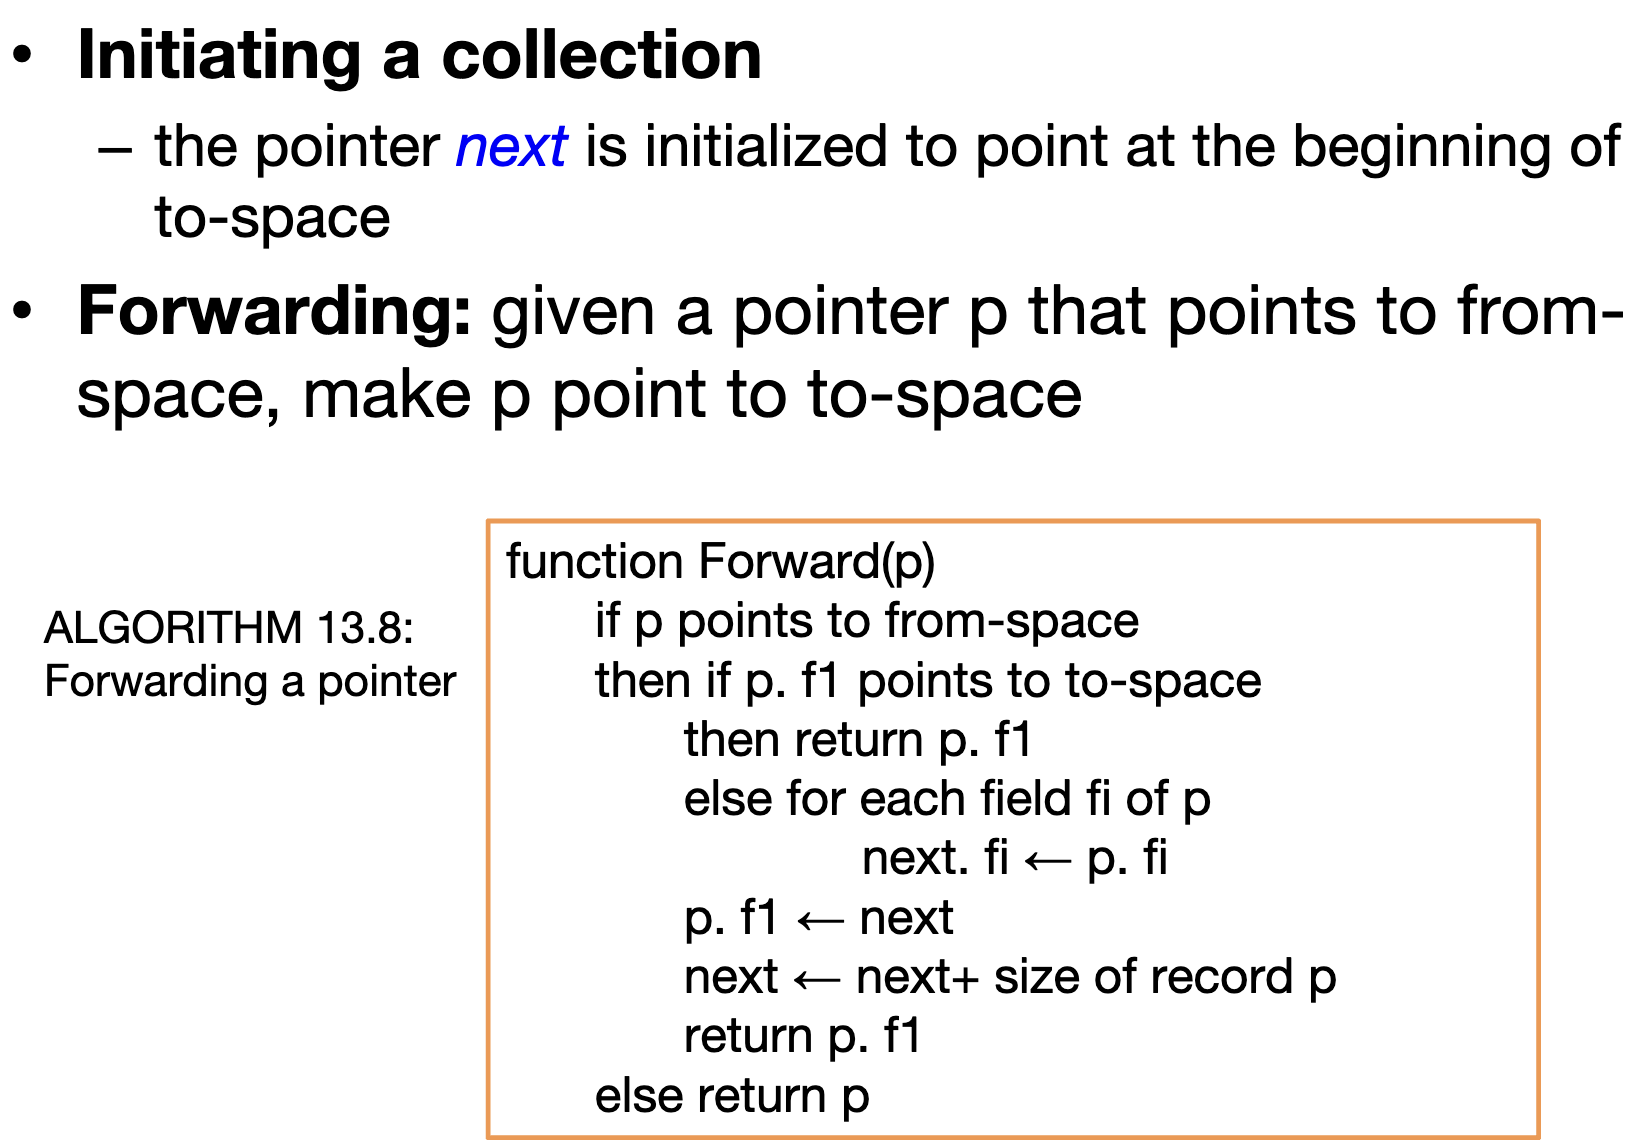 • Initiating a collection
– the pointer next is initialized to point at the beginning of
to-space
• Forwarding: given a pointer p that points to from-
space, make p point to to-space
ALGORITHM 13.8:
Forwarding a pointer
function Forward(p)
if p points to from-space
then if p. f1 points to to-space
then return p. f1
else for each field fi of p
next. fi ← p. fi
p. f1 ← next
next ← next+ size of record p
return p. f1
else return p